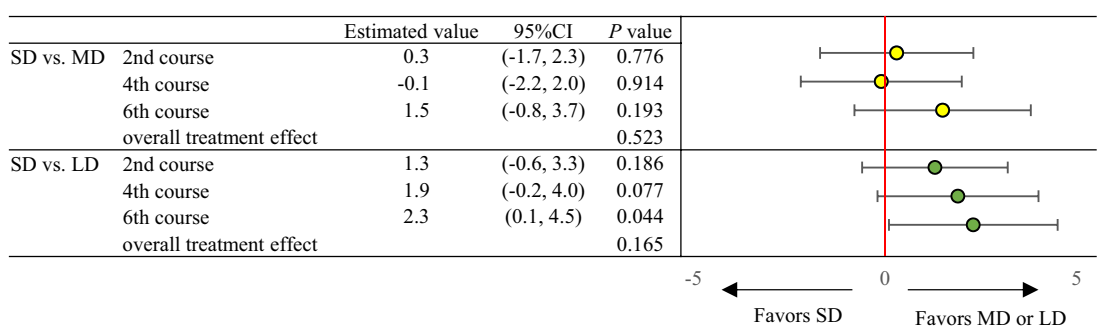 Estimated value 95%CI P value
SD vs. MD 2nd course 0.3 (-1.7, 2.3) 0.776
4th course -0.1 (-2.2, 2.0) 0.914
6th course 1.5 (-0.8, 3.7) 0.193
overall treatment effect 0.523
SD vs. LD 2nd course 1.3 (-0.6, 3.3) 0.186
4th course 1.9 (-0.2, 4.0) 0.077
6th course 2.3 (0.1, 4.5) 0.044
overall treatment effect 0.165
-5 0 5
Favors SD Favors MD or LD